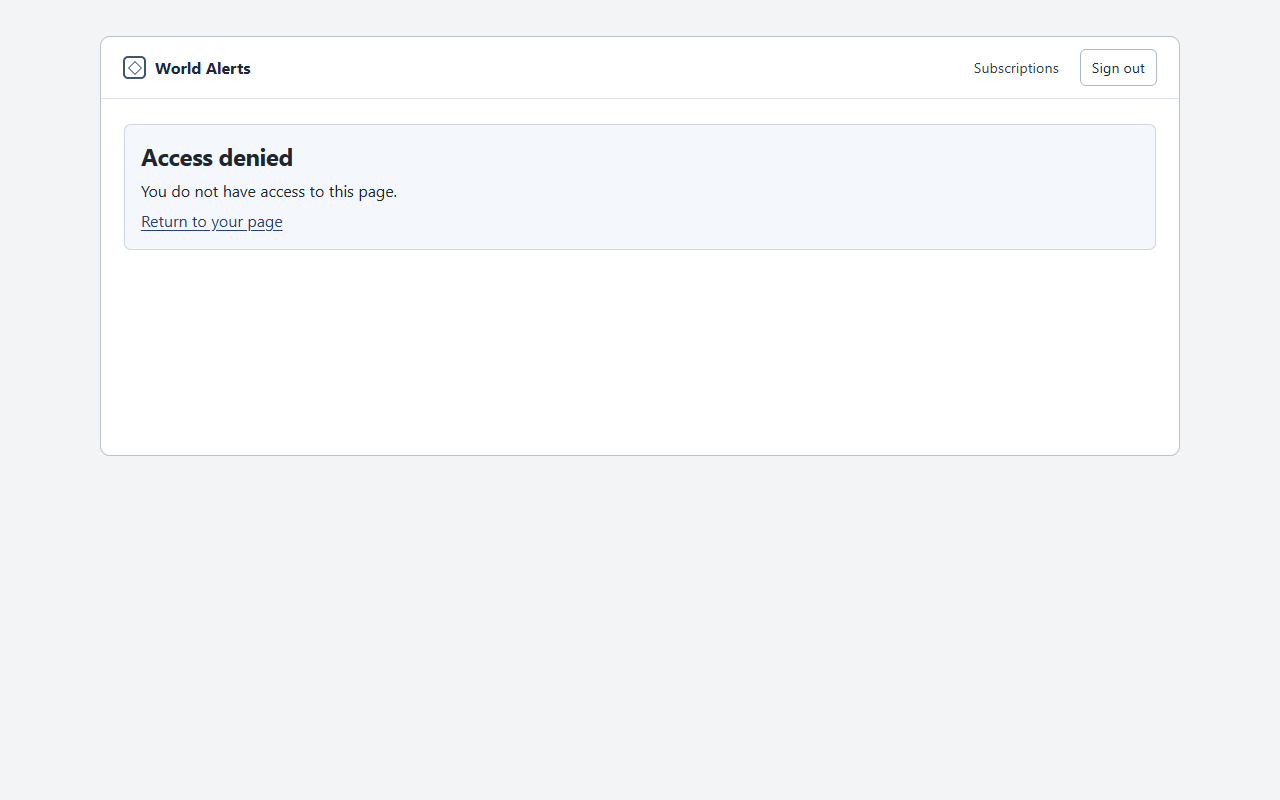 World Alerts
Subscriptions
Sign out
Access denied
You do not have access to this page.
Return to your page